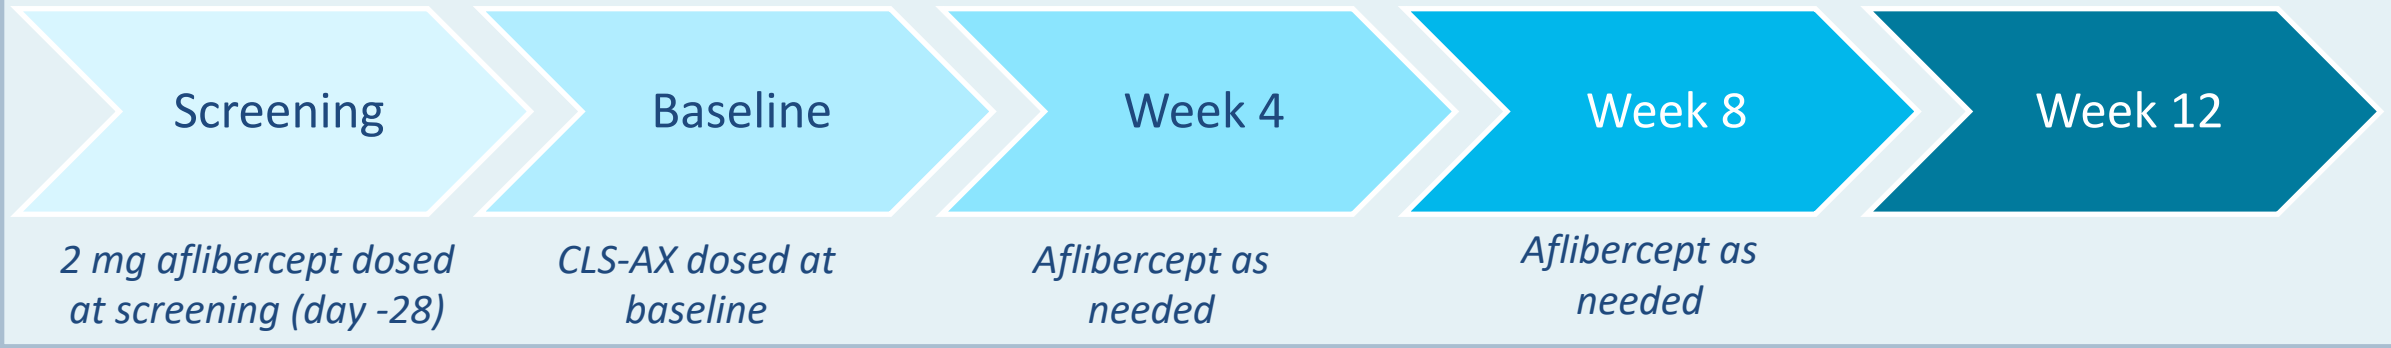 Screening
Baseline
Week 4
Week 8
Week 12
2 mg aflibercept dosed
at screening (day -28)
CLS-AX dosed at
baseline
Aflibercept as
needed
Aflibercept as
needed